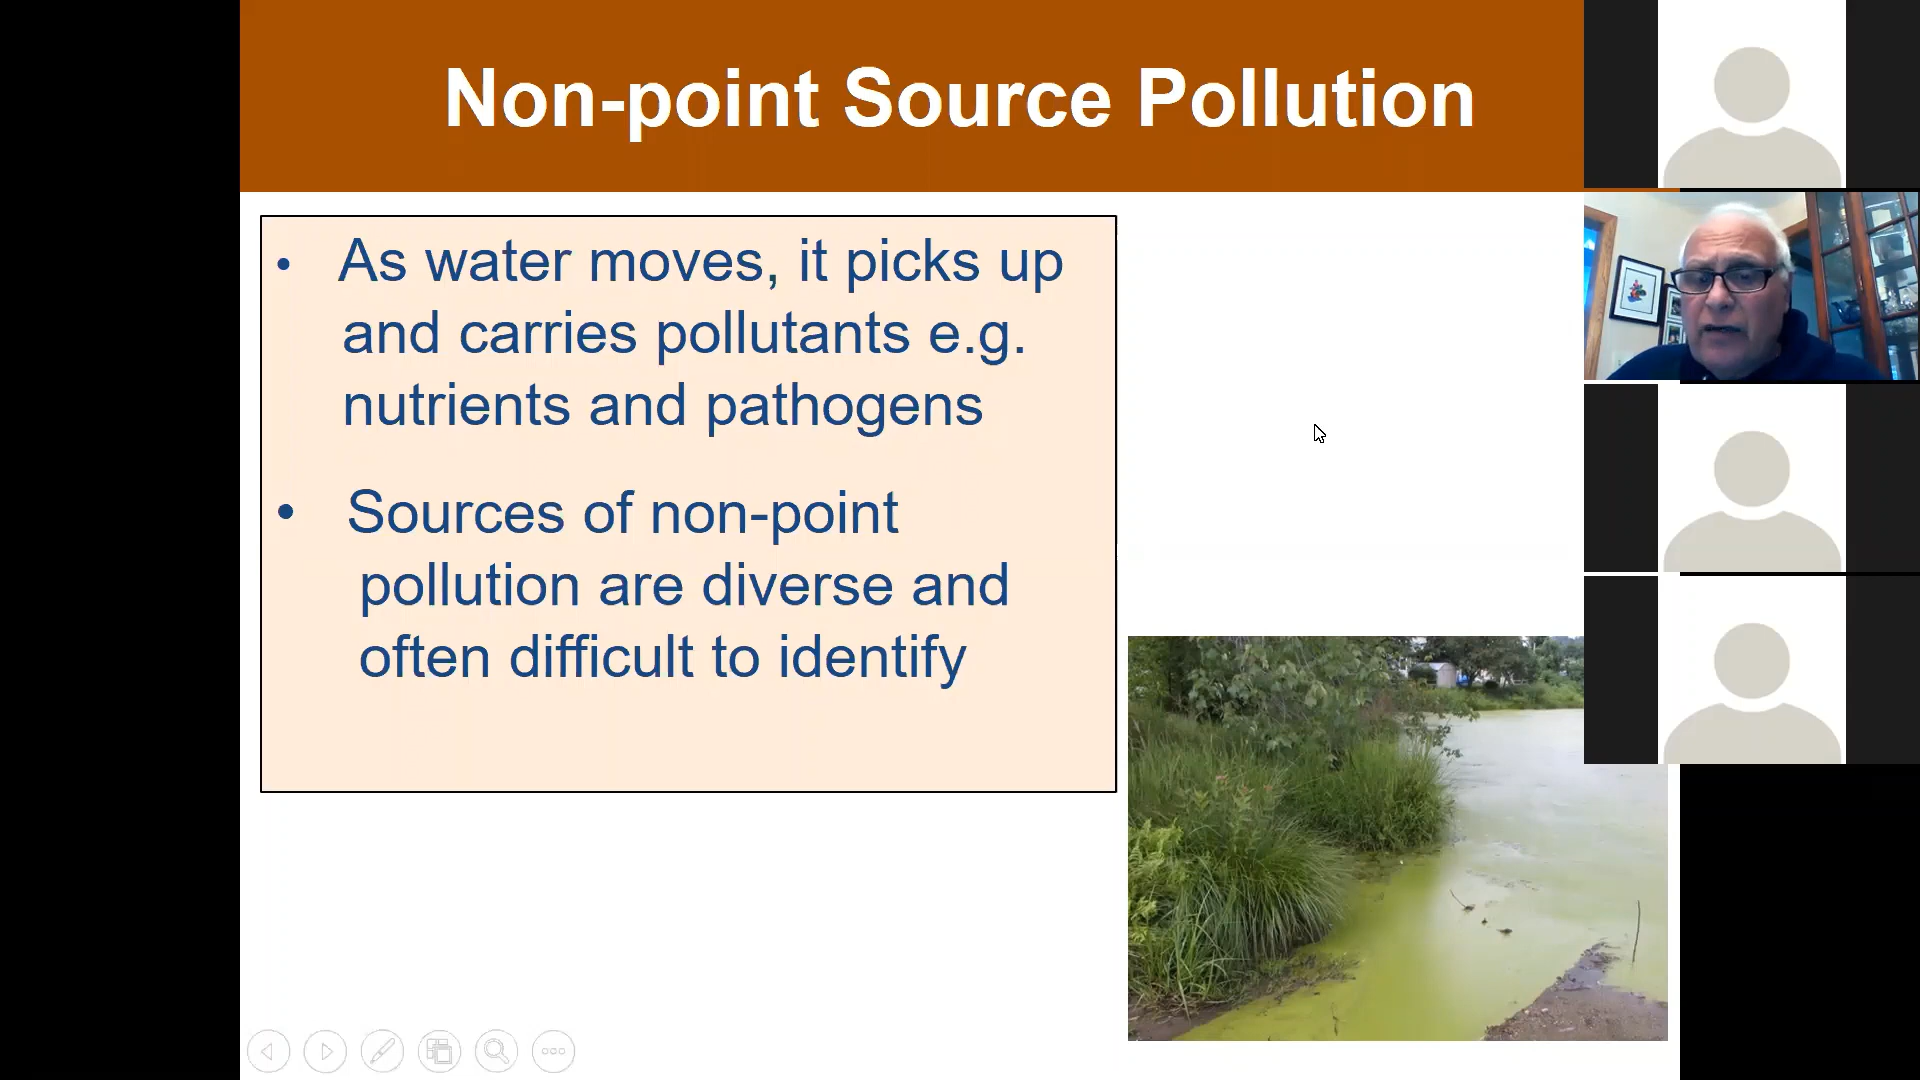 Non-point Source Pollution
• As water moves, it picks up
and carries pollutants e.g.
nutrients and pathogens
• Sources of non-point
pollution are diverse and
often difficult to identify